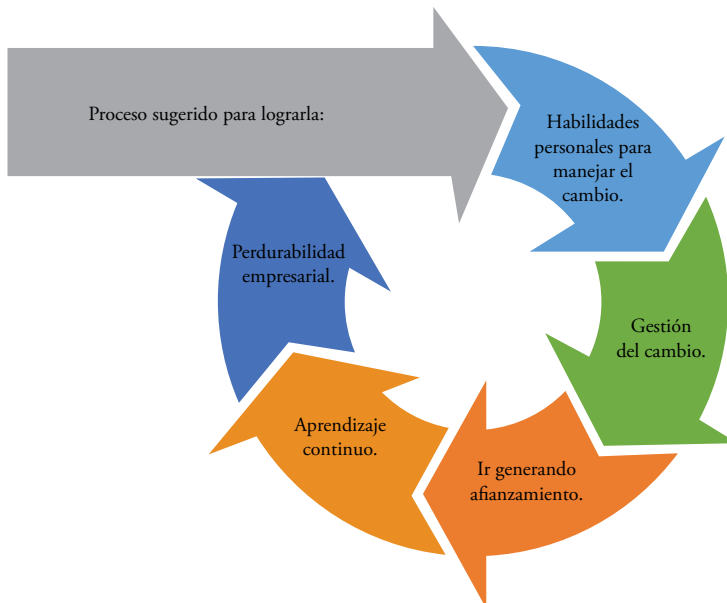 Proceso sugerido para lograrla:
Habilidades
personales para
manejar el
cambio.
Gestión
del cambio.
Ir generando
afianzamiento.
Aprendizaje
continuo.
Perdurabilidad
empresarial.